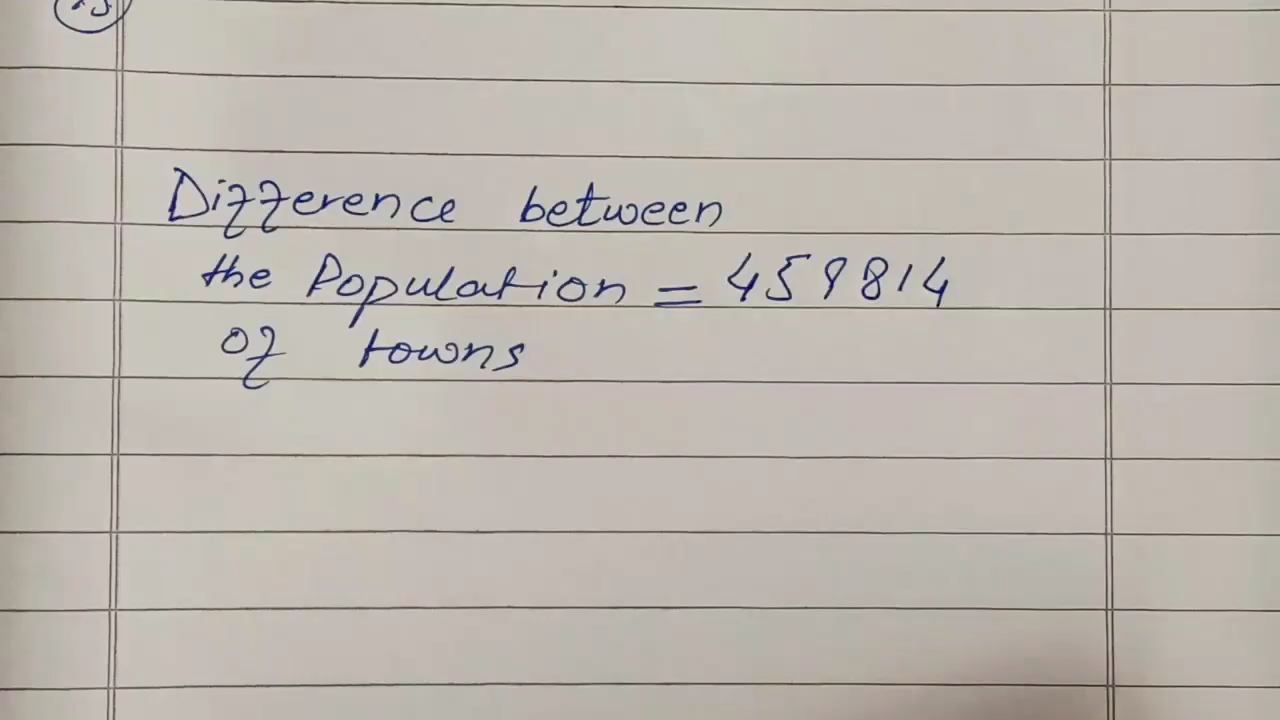 Difference between
the Population = 459814
of towns